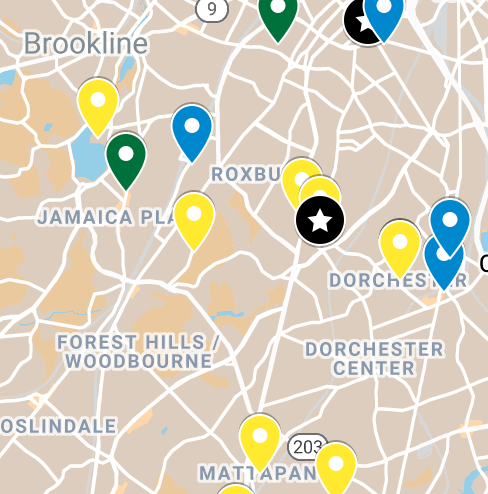 9
Brookline
ROXBU
JAMAICA PLA
DORCHESTER
FOREST HILLS /
WOODBOURNE
DORCHESTER
CENTER
OSLINDALE
203
MATTAPAN